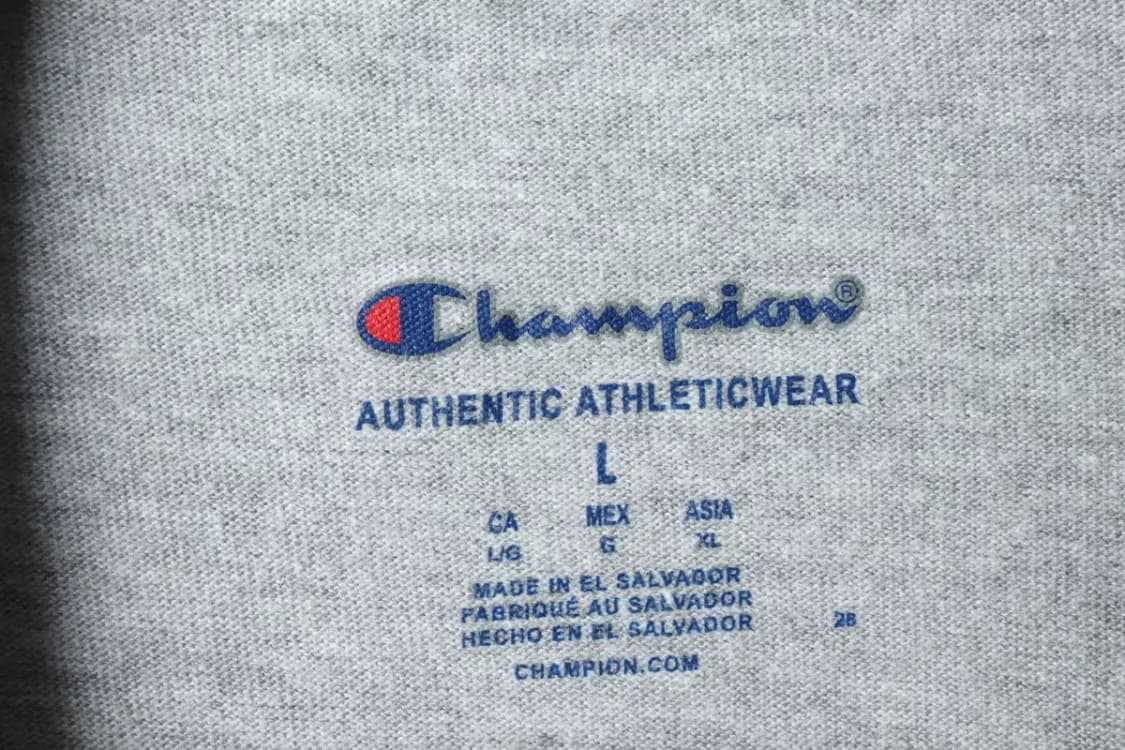 Champion®
AUTHENTIC ATHLETICWEAR
L
CA MEX ASIA
L/G G XL
MADE IN EL SALVADOR
FABRIQUÉ AU SALVADOR
HECHO EN EL SALVADOR 28
CHAMPION.COM